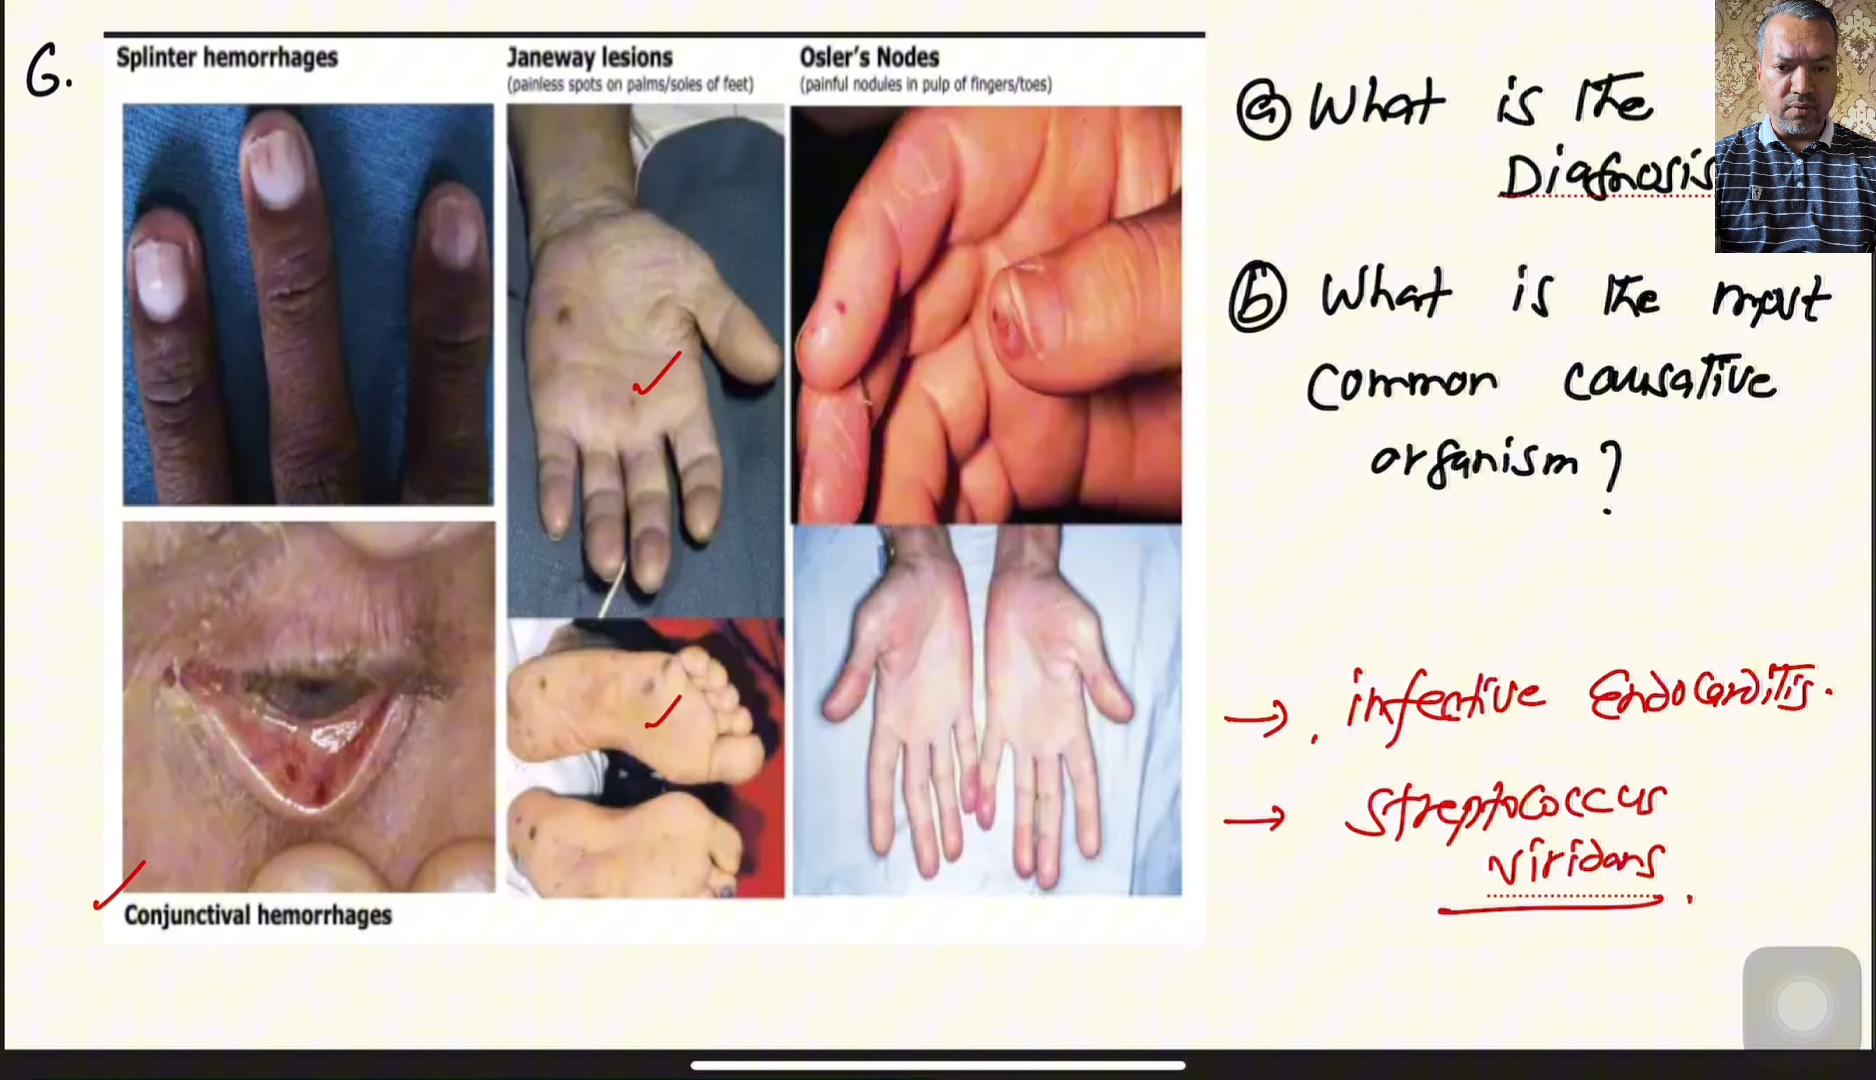 6.
Splinter hemorrhages
Janeway lesions
(painless spots on palms/soles of feet)
Osler's Nodes
(painful nodules in pulp of fingers/toes)
Conjunctival hemorrhages
a What is the
Diagnosis
b What is the most
common causative
organism?
→ infective Endocarditis.
→ Streptococcus
viridans.